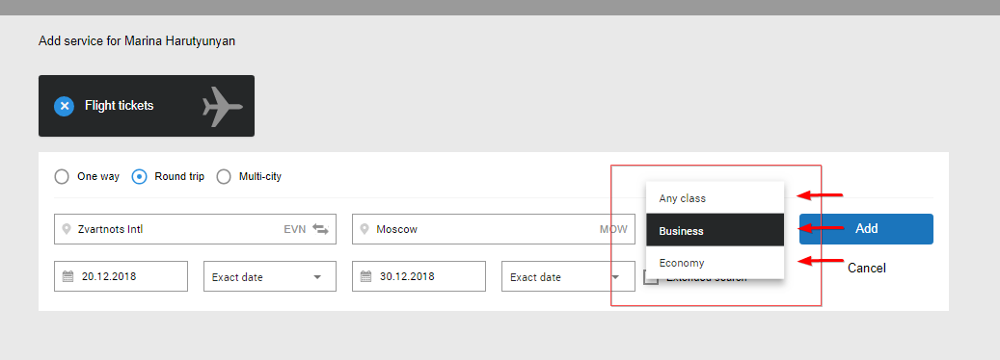 Add service for Marina Harutyunyan
Flight tickets
One way Round trip Multi-city
Any class
Zvartnots Intl EVN Moscow MOW Business Add
Economy
20.12.2018 Exact date 30.12.2018 Exact date Extended search Cancel